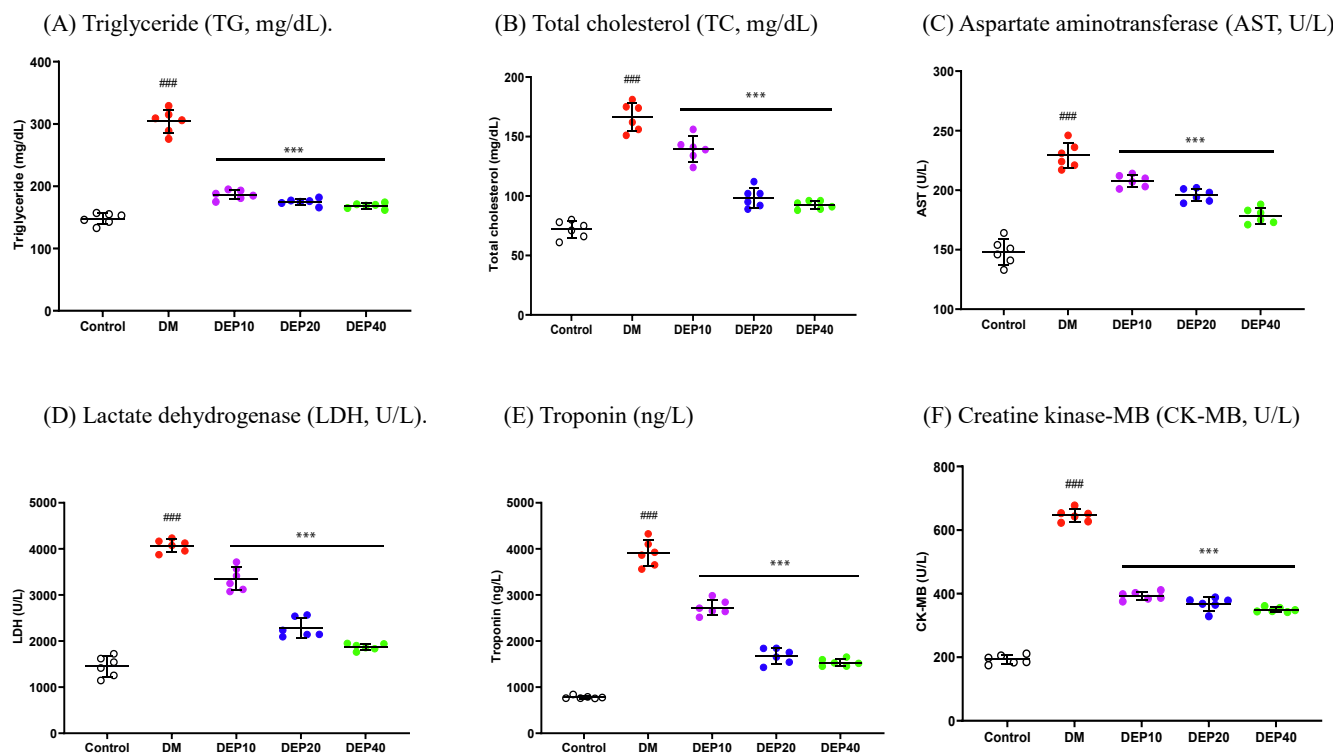 (A) Triglyceride (TG, mg/dL).
(B) Total cholesterol (TC, mg/dL)
(C) Aspartate aminotransferase (AST, U/L)
Triglyceride (mg/dL)
400
300
200
100
0
###
***
Control DM DEP10 DEP20 DEP40
Total cholesterol (mg/dL)
200
150
100
50
0
###
***
Control DM DEP10 DEP20 DEP40
AST (U/L)
300
250
200
150
100
###
***
Control DM DEP10 DEP20 DEP40
(D) Lactate dehydrogenase (LDH, U/L).
(E) Troponin (ng/L)
(F) Creatine kinase-MB (CK-MB, U/L)
LDH (U/L)
5000
4000
3000
2000
1000
0
###
***
Control DM DEP10 DEP20 DEP40
Troponin (ng/L)
5000
4000
3000
2000
1000
0
###
***
Control DM DEP10 DEP20 DEP40
CK-MB (U/L)
800
600
400
200
0
###
***
Control DM DEP10 DEP20 DEP40